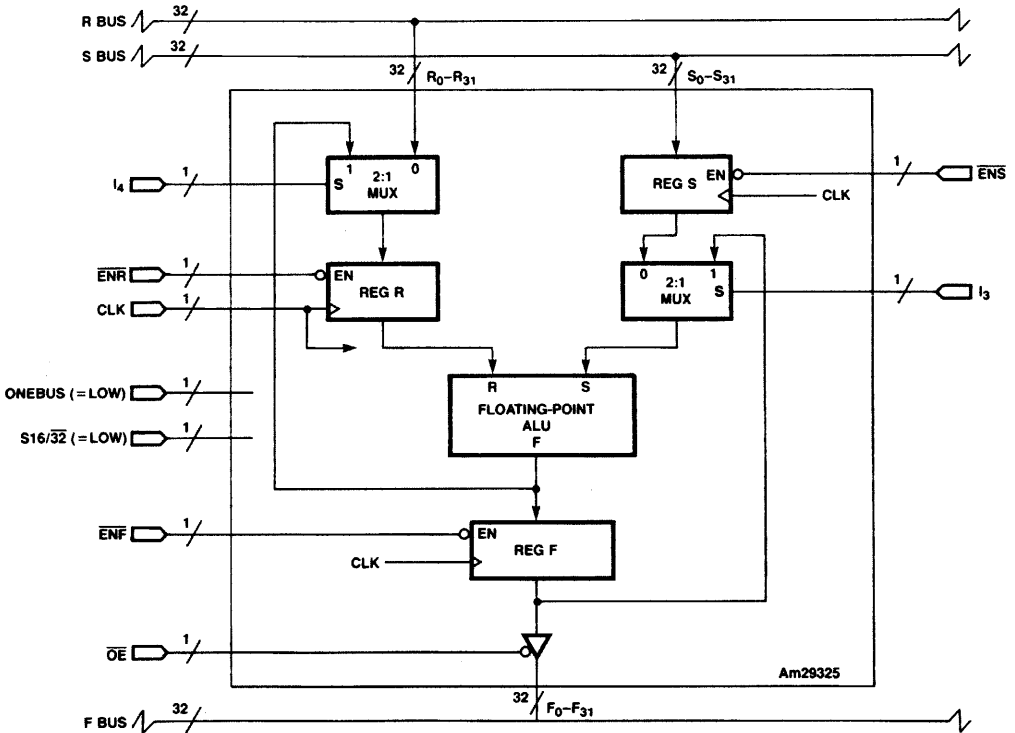 R BUS 32
S BUS 32
32 R0–R31
32 S0–S31
I4 1
1 0
S 2:1
MUX
REG S EN
1 ENS
CLK
ENR 1
EN
REG R
CLK 1
0 1
2:1
MUX S
1 I3
R S
FLOATING-POINT
ALU
F
ONEBUS (=LOW) 1
S16/32 (=LOW) 1
ENF 1
EN
REG F
CLK
OE 1
Am29325
32 F0–F31
F BUS 32